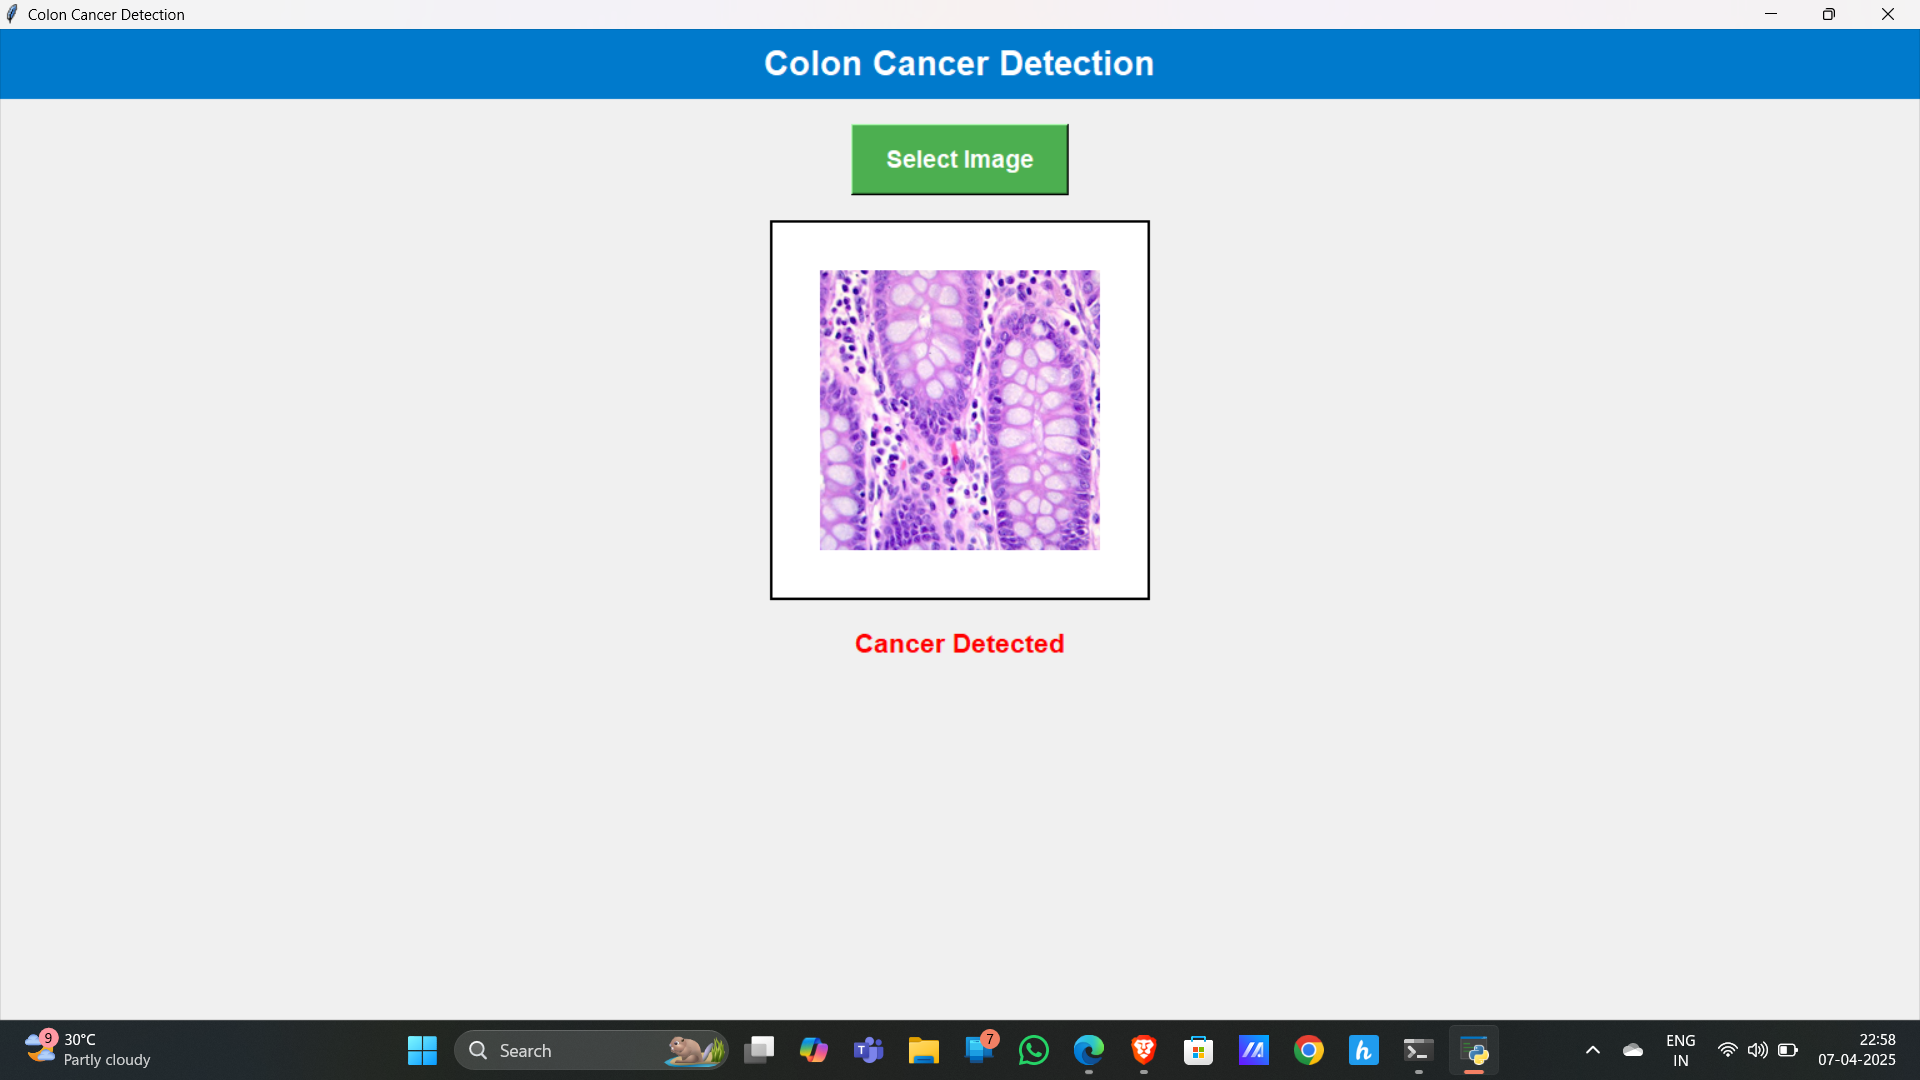 Colon Cancer Detection
Colon Cancer Detection
Select Image
Cancer Detected
9
30°C
Partly cloudy
Search
T
7
h
ENG
IN
22:58
07-04-2025